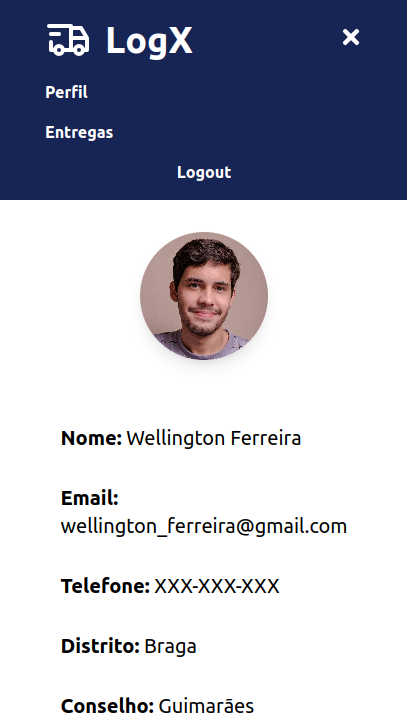 LogX
Perfil
Entregas
Logout
Nome: Wellington Ferreira
Email:
wellington_ferreira@gmail.com
Telefone: XXX-XXX-XXX
Distrito: Braga
Conselho: Guimarães